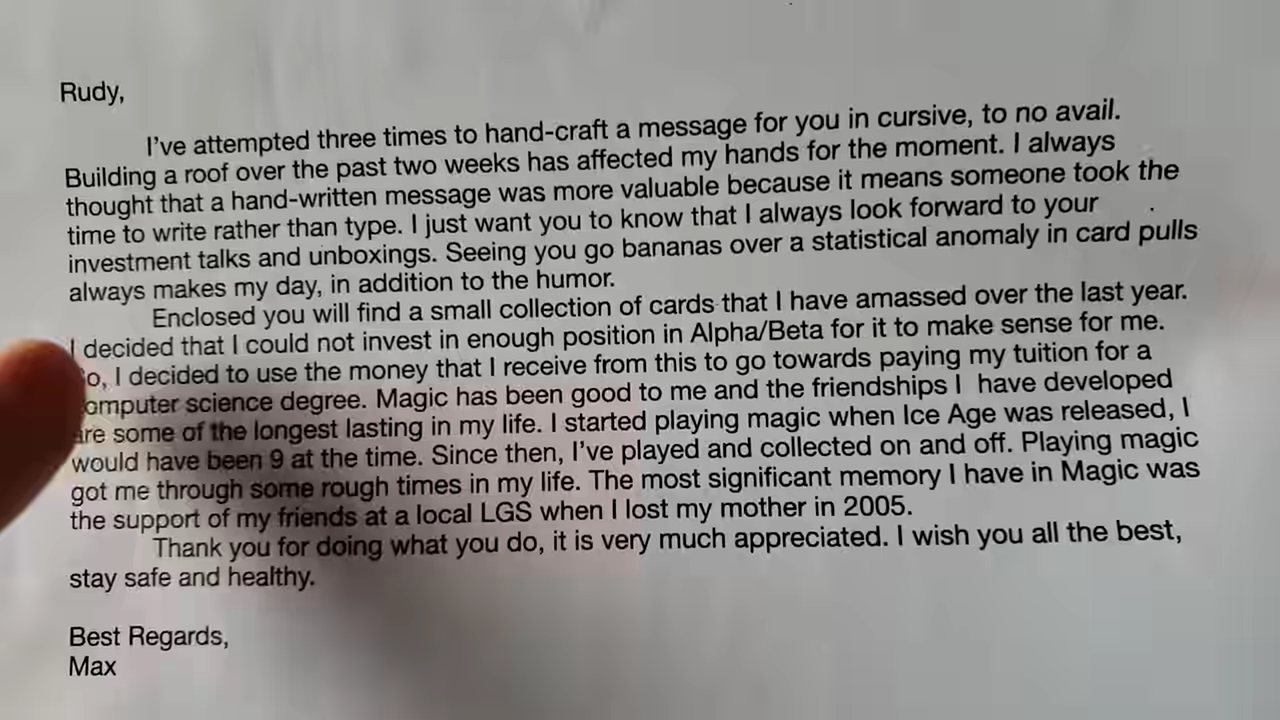 Rudy,
I've attempted three times to hand-craft a message for you in cursive, to no avail.
Building a roof over the past two weeks has affected my hands for the moment. I always
thought that a hand-written message was more valuable because it means someone took the
time to write rather than type. I just want you to know that I always look forward to your
investment talks and unboxings. Seeing you go bananas over a statistical anomaly in card pulls
always makes my day, in addition to the humor.
Enclosed you will find a small collection of cards that I have amassed over the last year.
I decided that I could not invest in enough position in Alpha/Beta for it to make sense for me.
o, I decided to use the money that I receive from this to go towards paying my tuition for a
omputer science degree. Magic has been good to me and the friendships I  have developed
are some of the longest lasting in my life. I started playing magic when Ice Age was released, I
would have been 9 at the time. Since then, I've played and collected on and off. Playing magic
got me through some rough times in my life. The most significant memory I have in Magic was
the support of my friends at a local LGS when I lost my mother in 2005.
Thank you for doing what you do, it is very much appreciated. I wish you all the best,
stay safe and healthy.
Best Regards,
Max